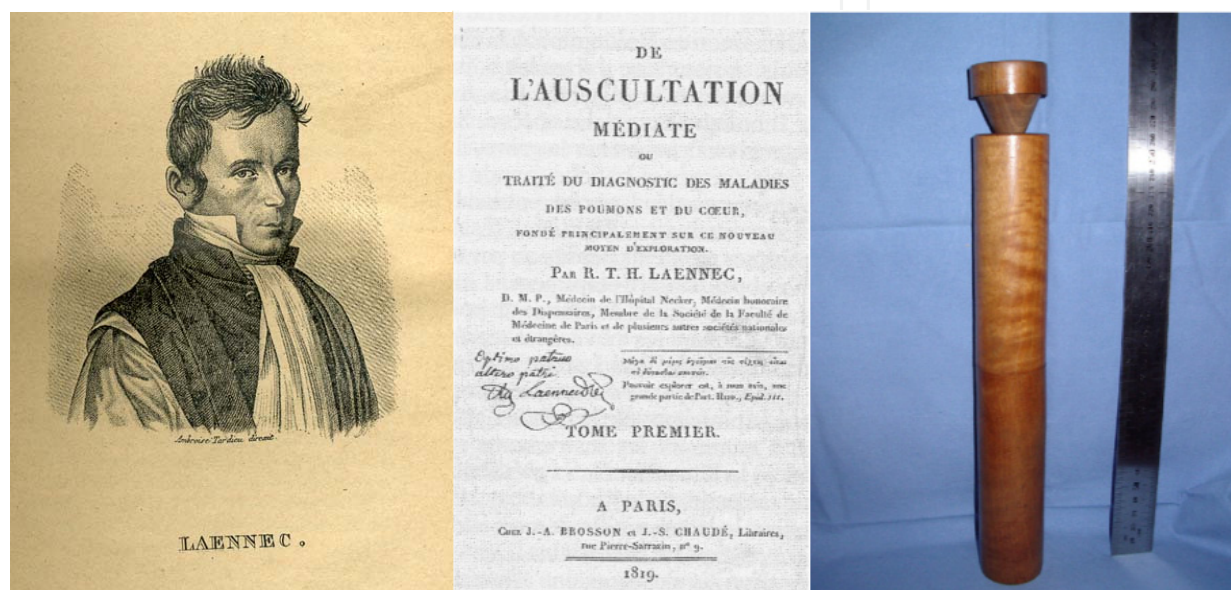 Ambroise Tardieu direxit.
LAENNEC.
DE
L'AUSCULTATION
MÉDIATE
OU
TRAITÉ DU DIAGNOSTIC DES MALADIES
DES POUMONS ET DU CŒUR,
FONDÉ PRINCIPALEMENT SUR CE NOUVEAU
MOYEN D'EXPLORATION.
PAR R. T. H. LAENNEC,
D. M. P., Médecin de l'Hôpital Necker, Médecin honoraire
des Dispensaires, Membre de la Société de la Faculté de
Médecine de Paris et de plusieurs autres sociétés nationales
et étrangères.
Optimo patruo
altero patri
Laennec
Pouvoir explorer est, à mon avis, une
grande partie de l'art. Hipp., Epid. III.
TOME PREMIER.
A PARIS,
CHEZ J.-A. BROSSON et J.-S. CHAUDÉ, Libraires,
rue Pierre-Sarrazin, n° 9.
1819.